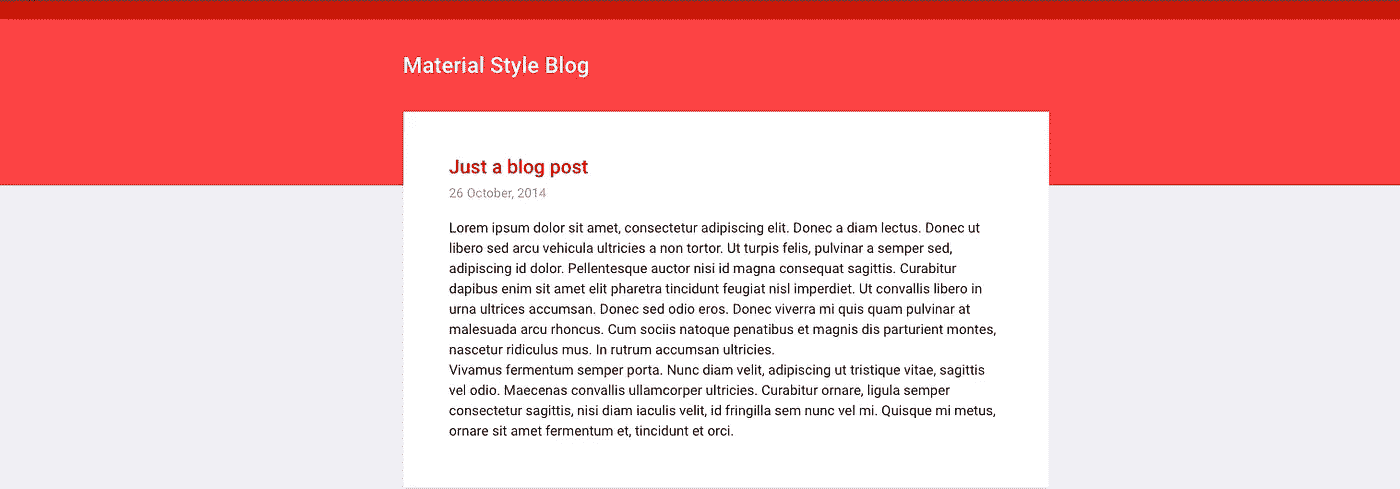 Material Style Blog
Just a blog post
26 October, 2014
Lorem ipsum dolor sit amet, consectetur adipiscing elit. Donec a diam lectus. Donec ut
libero sed arcu vehicula ultricies a non tortor. Ut turpis felis, pulvinar a semper sed,
adipiscing id dolor. Pellentesque auctor nisi id magna consequat sagittis. Curabitur
dapibus enim sit amet elit pharetra tincidunt feugiat nisl imperdiet. Ut convallis libero in
urna ultrices accumsan. Donec sed odio eros. Donec viverra mi quis quam pulvinar at
malesuada arcu rhoncus. Cum sociis natoque penatibus et magnis dis parturient montes,
nascetur ridiculus mus. In rutrum accumsan ultricies.
Vivamus fermentum semper porta. Nunc diam velit, adipiscing ut tristique vitae, sagittis
vel odio. Maecenas convallis ullamcorper ultricies. Curabitur ornare, ligula semper
consectetur sagittis, nisi diam iaculis velit, id fringilla sem nunc vel mi. Quisque mi metus,
ornare sit amet fermentum et, tincidunt et orci.